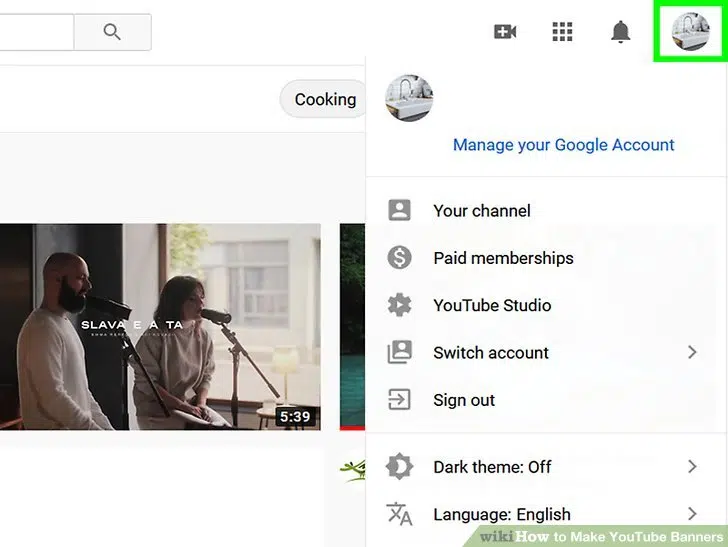 Cooking
Manage your Google Account
Your channel
Paid memberships
YouTube Studio
Switch account
Sign out
SLAVA E A TA
5:39
Dark theme: Off
Language: English
wikiHow to Make YouTube Banners